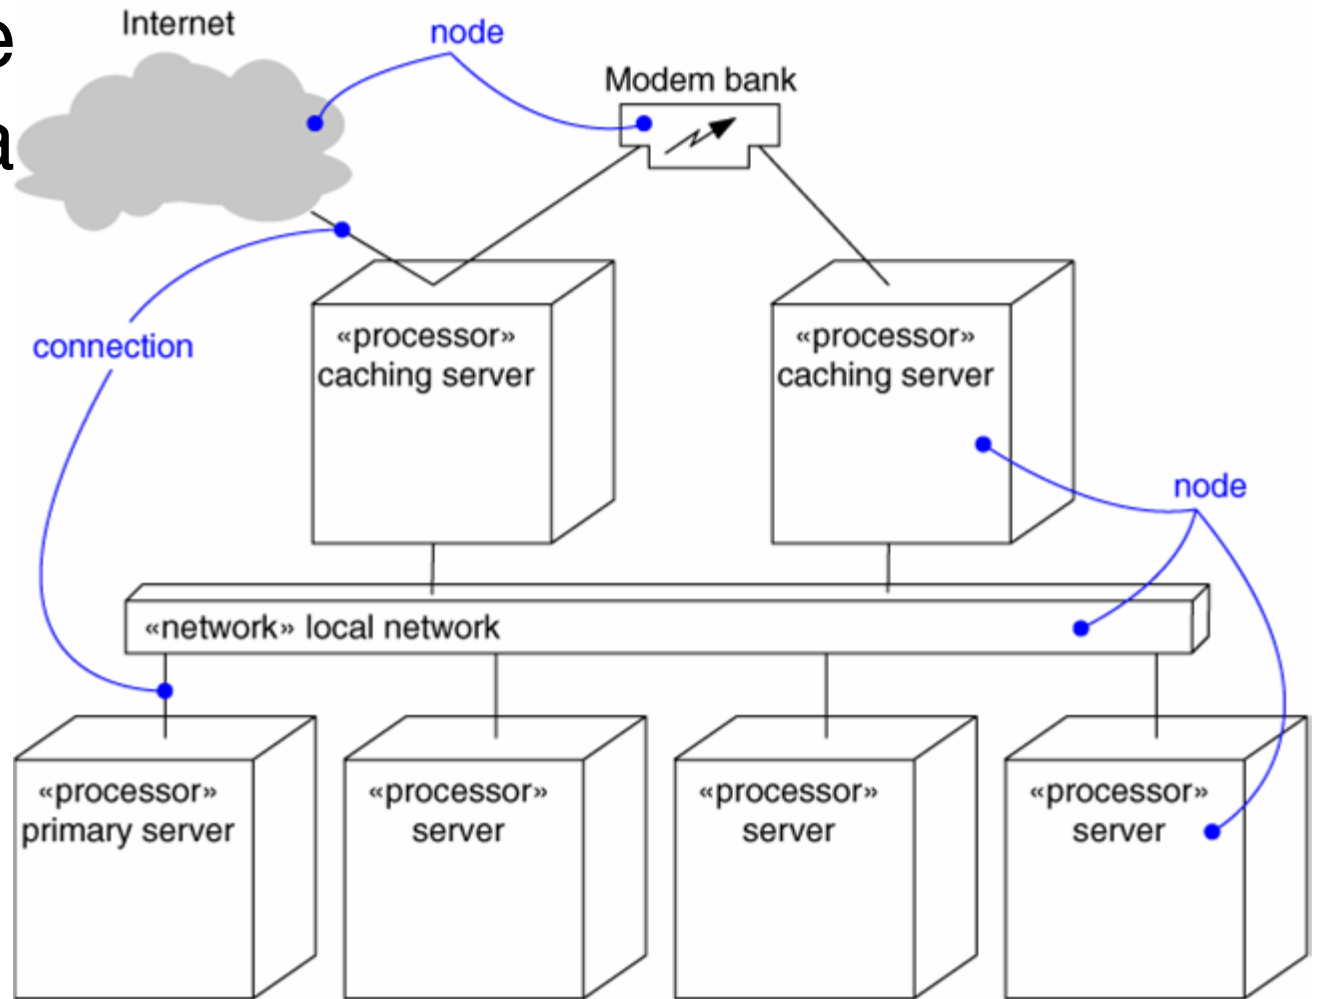 e
a
Internet
node
Modem bank
connection
«processor»
caching server
«processor»
caching server
node
«network» local network
«processor»
primary server
«processor»
server
«processor»
server
«processor»
server